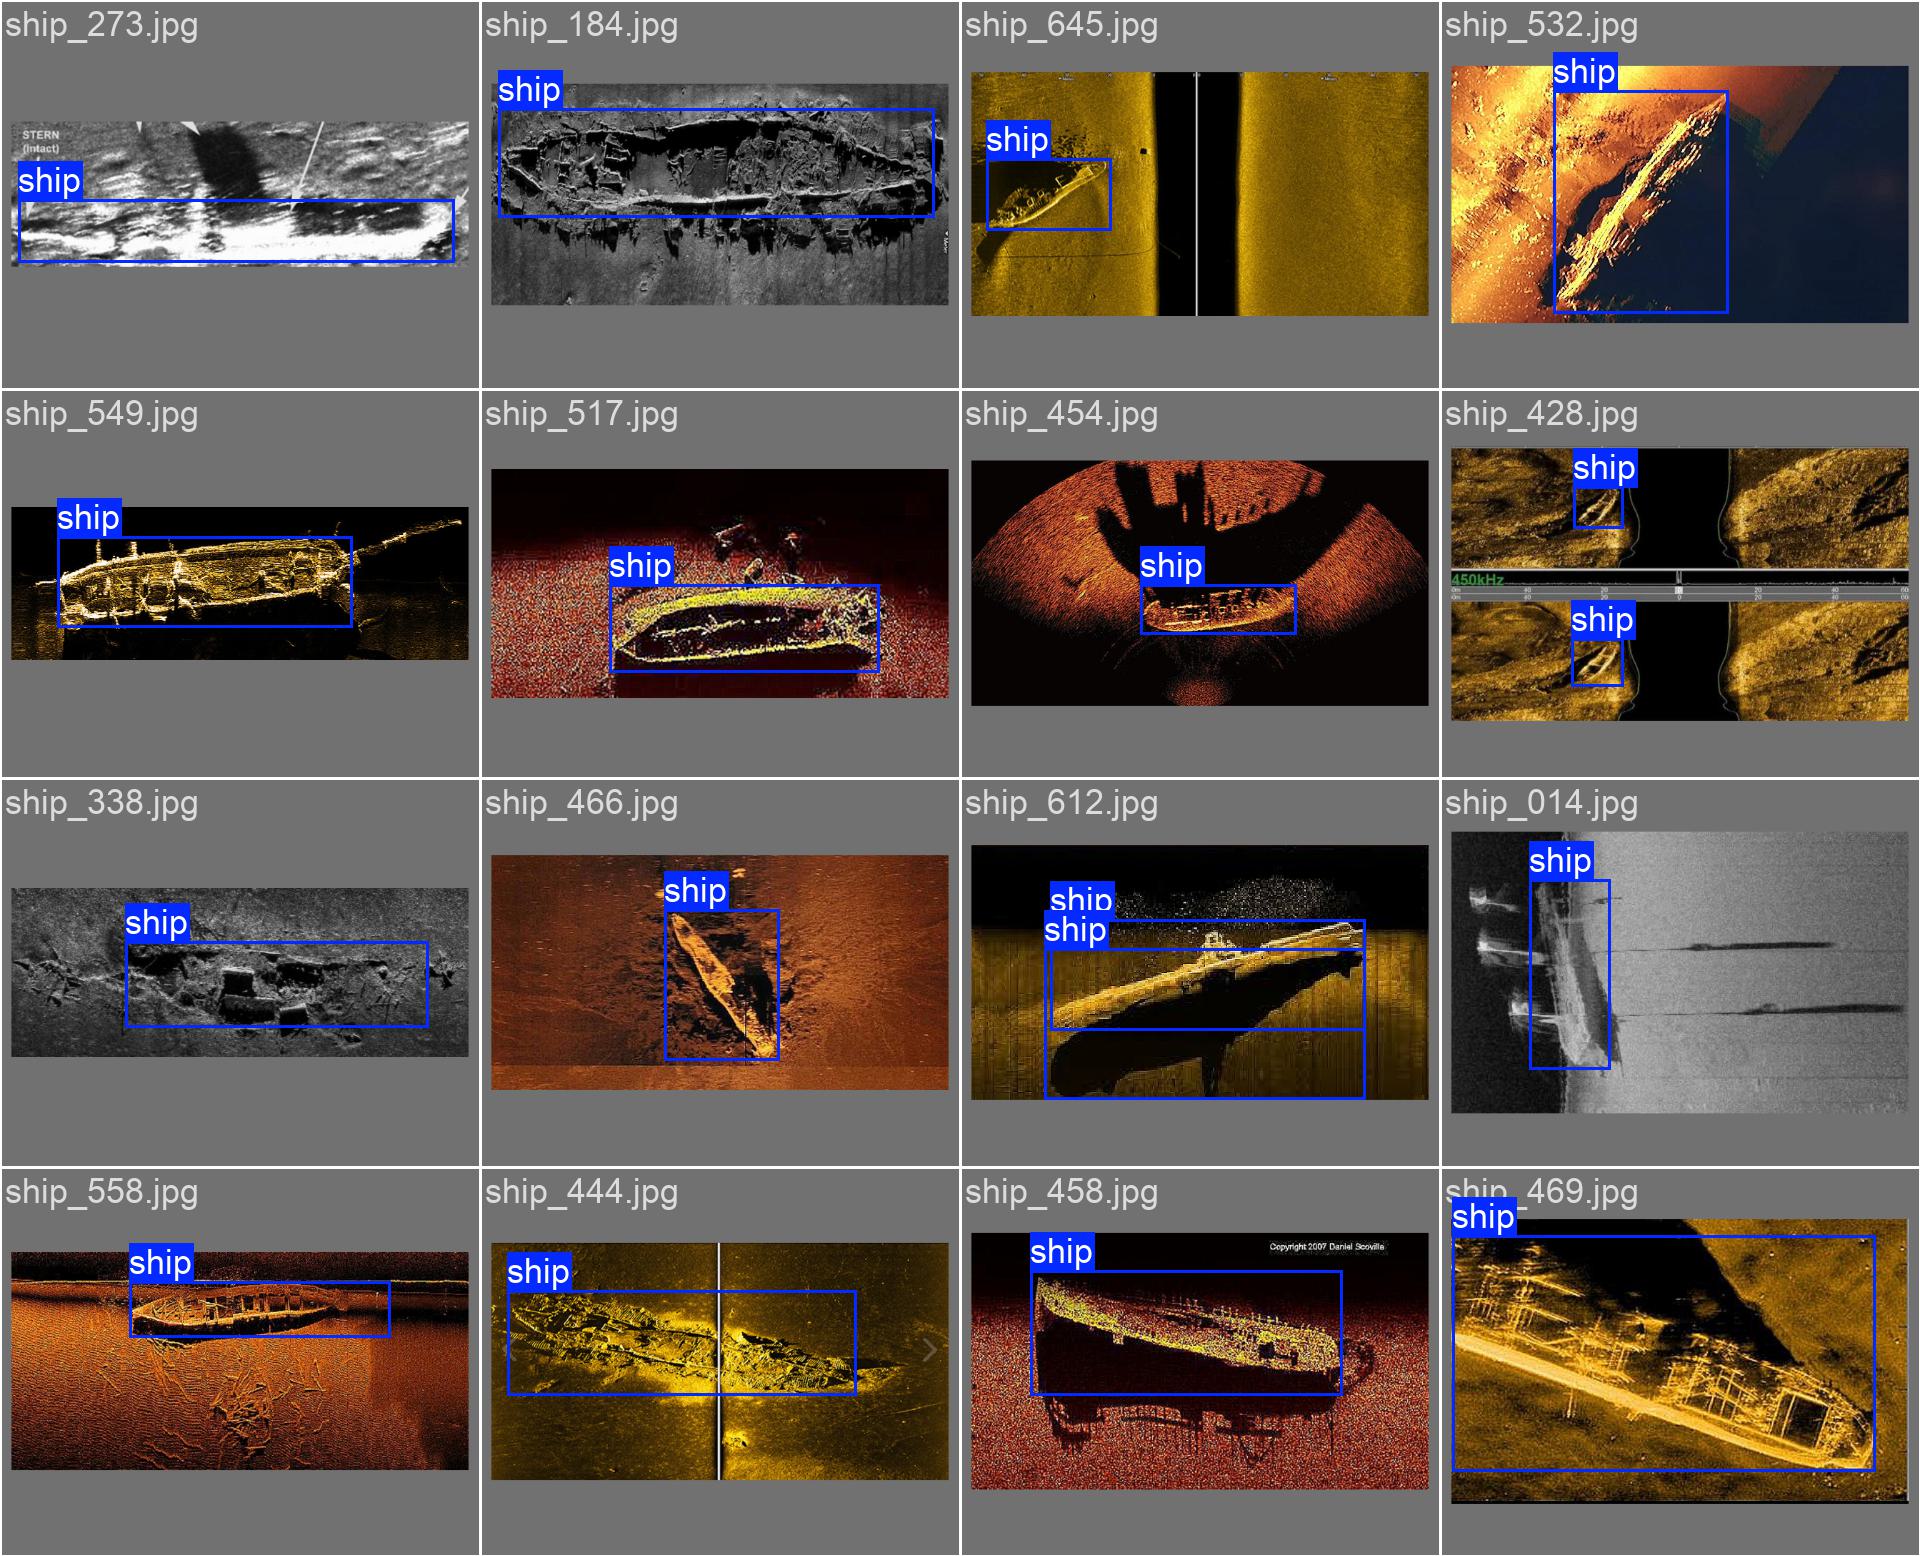 ship_273.jpg
STERN
(Intact)
ship
ship_184.jpg
ship
ship_645.jpg
ship
ship_532.jpg
ship
ship_549.jpg
ship
ship_517.jpg
ship
ship_454.jpg
ship
ship_428.jpg
ship
450kHz
ship
ship_338.jpg
ship
ship_466.jpg
ship
ship_612.jpg
ship
ship
ship_014.jpg
ship
ship_558.jpg
ship
ship_444.jpg
ship
ship_458.jpg
Copyright 2007 Daniel Scoville
ship
ship_469.jpg
ship